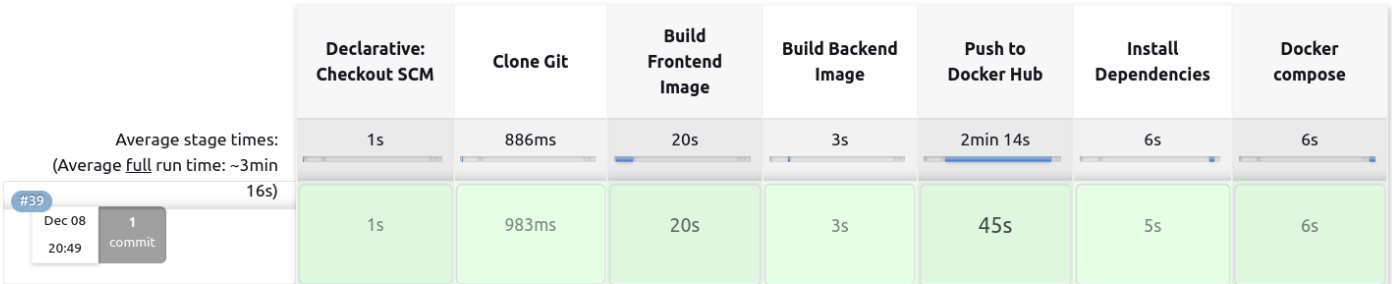 Declarative:
Checkout SCM
Clone Git
Build
Frontend
Image
Build Backend
Image
Push to
Docker Hub
Install
Dependencies
Docker
compose
Average stage times:
(Average full run time: ~3min
16s)
1s
886ms
20s
3s
2min 14s
6s
6s
#39
Dec 08
20:49
1
commit
1s
983ms
20s
3s
45s
5s
6s